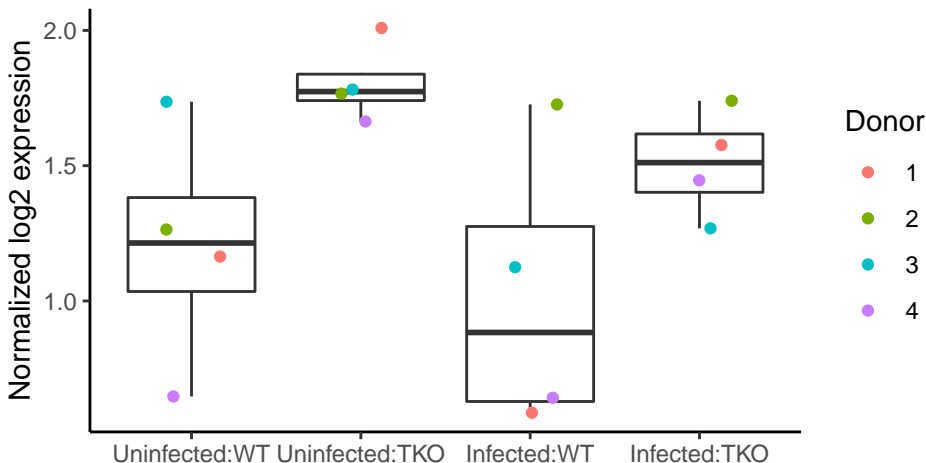 Normalized log2 expression
2.0
1.5
1.0
Uninfected:WT
Uninfected:TKO
Infected:WT
Infected:TKO
Donor
1
2
3
4